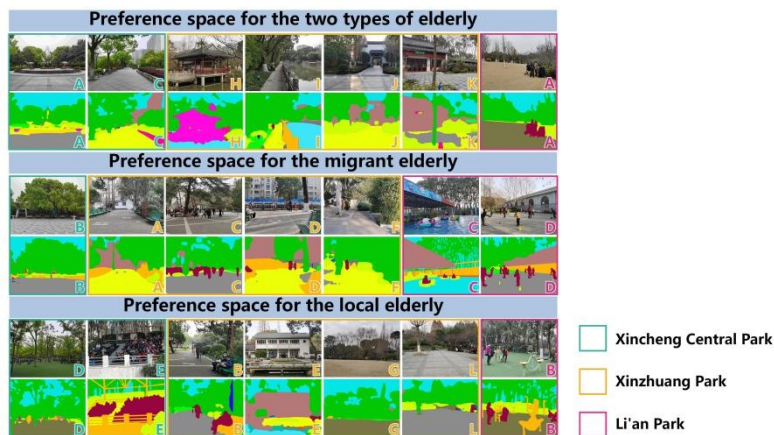 Preference space for the two types of elderly
A C H I J K A
A C H I J K A
Preference space for the migrant elderly
B A C D F C D
B A C D F C D
Preference space for the local elderly
D E B E G L B
D E B E G L B
Xincheng Central Park
Xinzhuang Park
Li'an Park